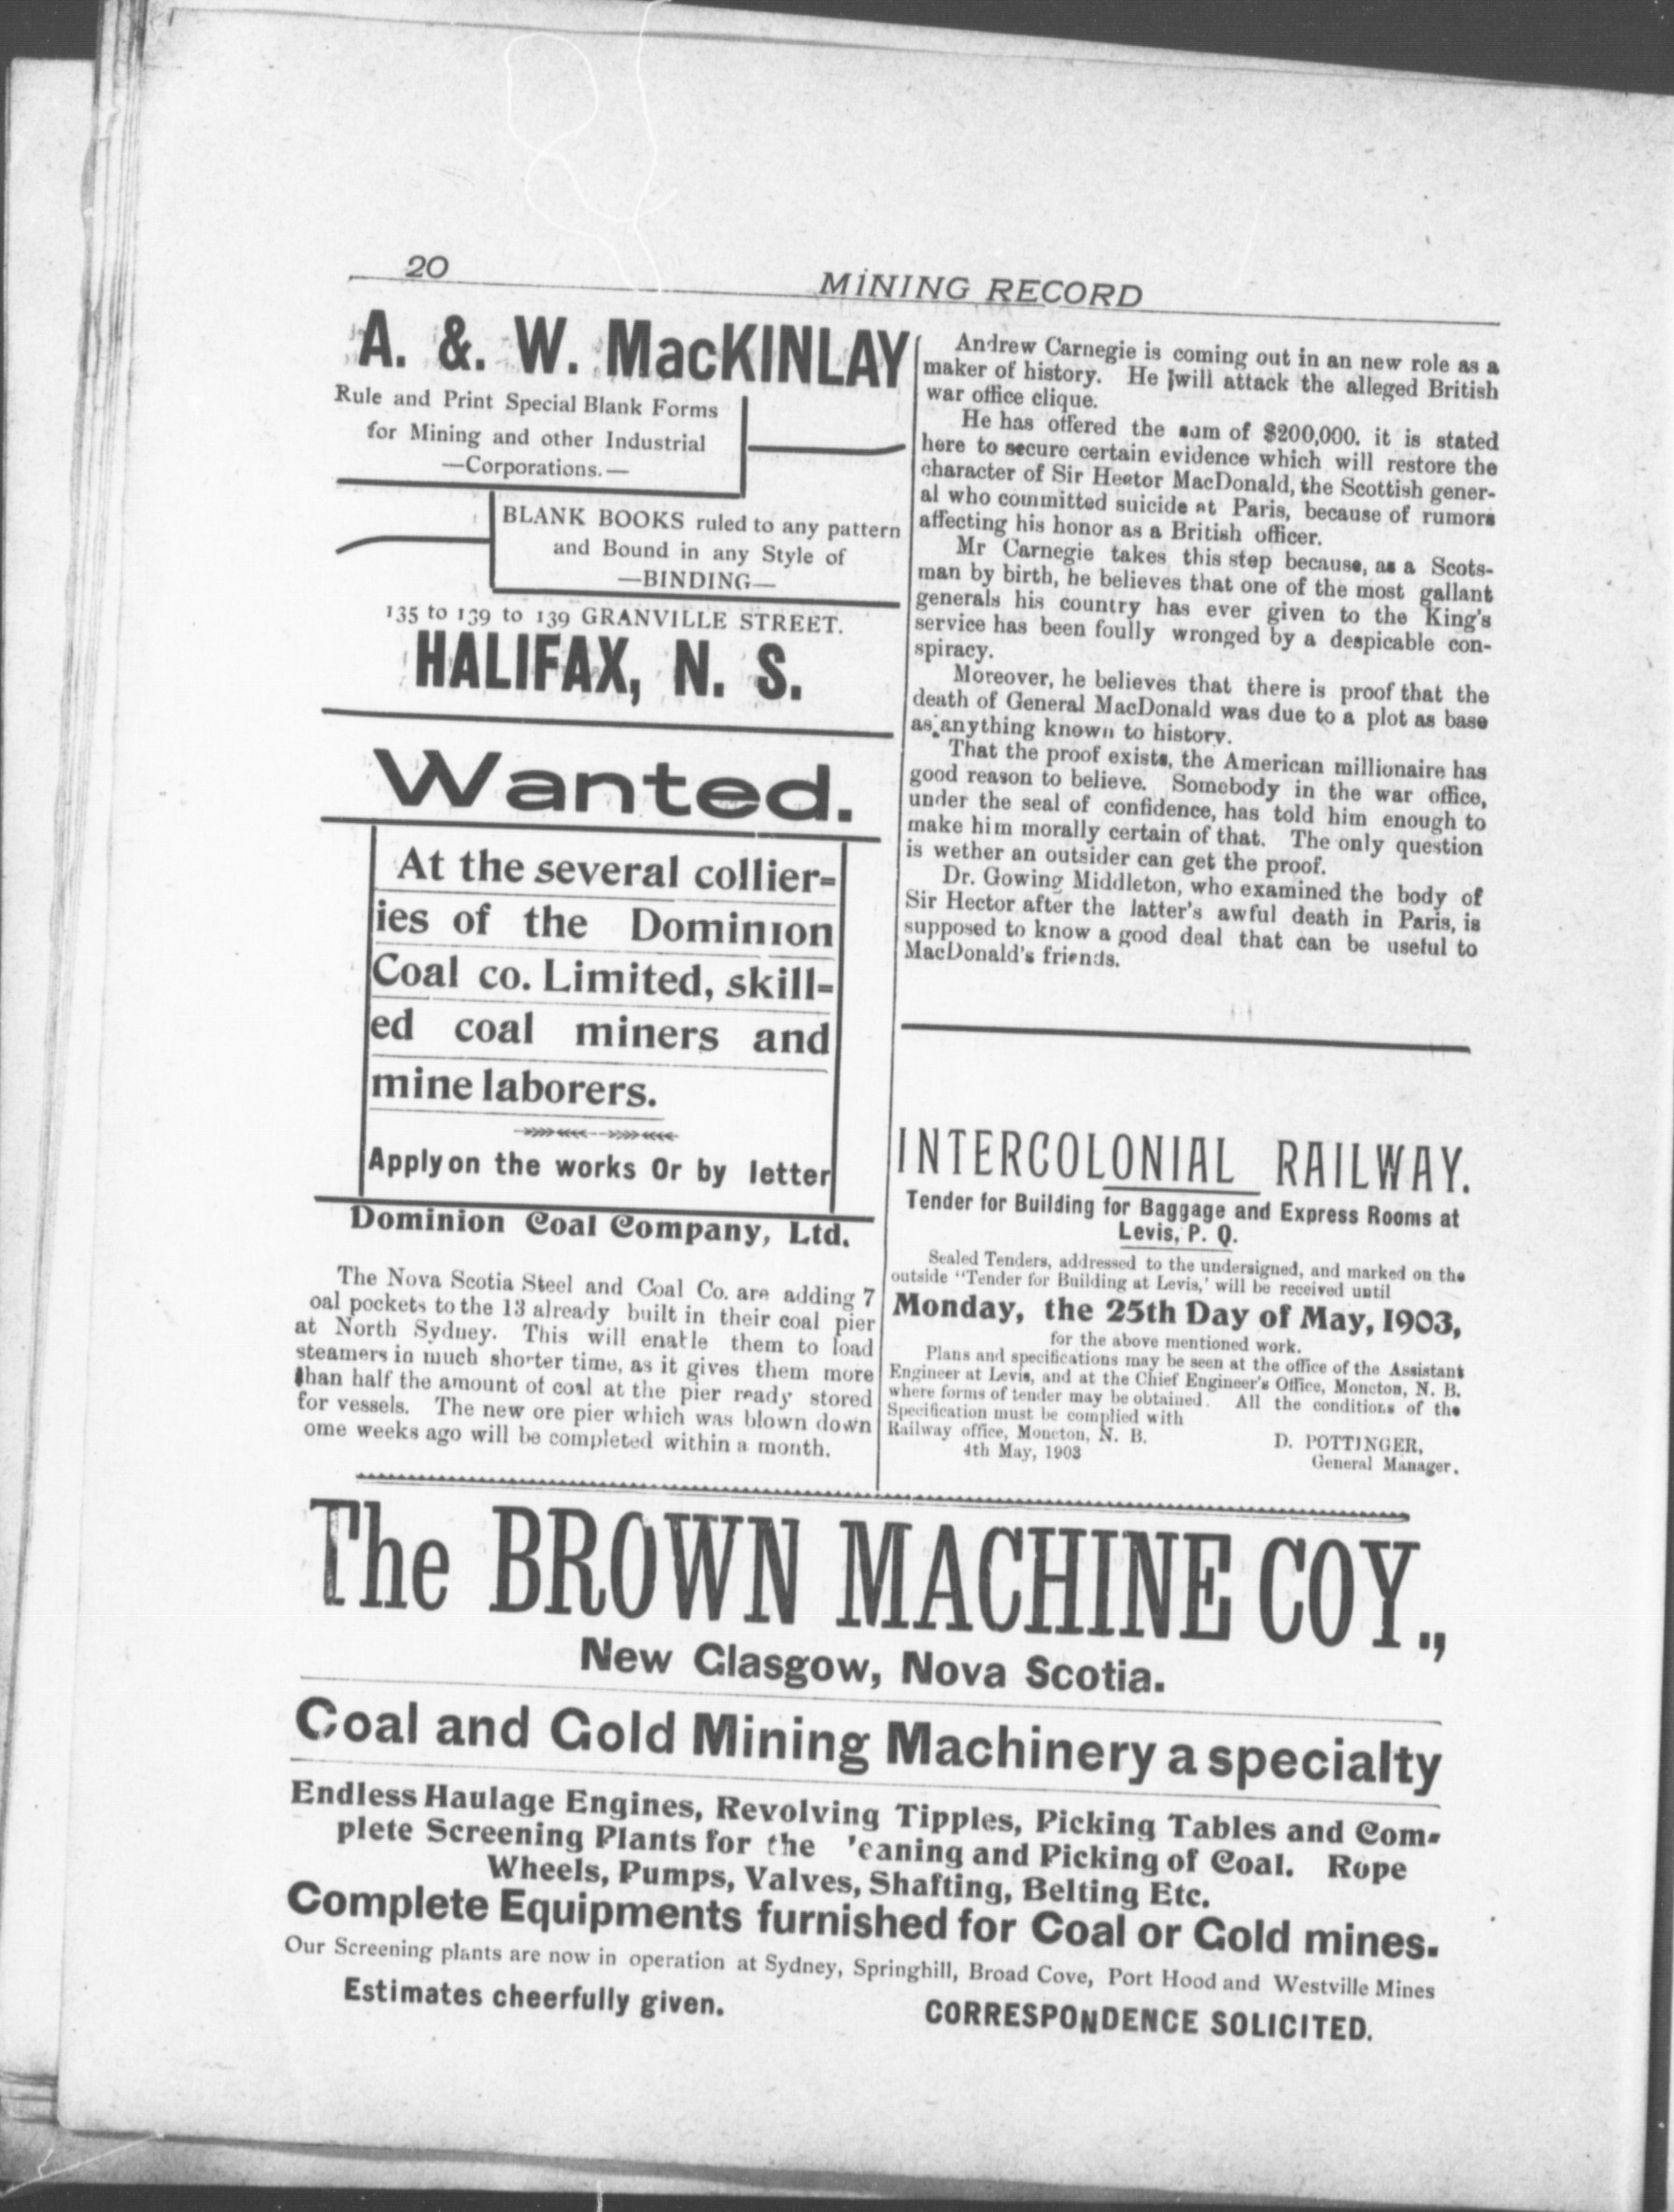 20
MINING RECORD
A. &. W. MacKINLAY
Rule and Print Special Blank Forms
for Mining and other Industrial
—Corporations.—
BLANK BOOKS ruled to any pattern
and Bound in any Style of
—BINDING—
135 to 139 to 139 GRANVILLE STREET.
HALIFAX, N. S.
Wanted.
At the several collier=
ies of the Dominion
Coal co. Limited, skill=
ed coal miners and
mine laborers.
Apply on the works Or by letter
Dominion Coal Company, Ltd.
The Nova Scotia Steel and Coal Co. are adding 7
oal pockets to the 13 already built in their coal pier
at North Sydney. This will enable them to load
steamers in much shorter time, as it gives them more
than half the amount of coal at the pier ready stored
for vessels. The new ore pier which was blown down
ome weeks ago will be completed within a month.
Andrew Carnegie is coming out in an new role as a
maker of history. He will attack the alleged British
war office clique.
He has offered the sum of $200,000. it is stated
here to secure certain evidence which will restore the
character of Sir Hector MacDonald, the Scottish gener-
al who committed suicide at Paris, because of rumors
affecting his honor as a British officer.
Mr Carnegie takes this step because, as a Scots-
man by birth, he believes that one of the most gallant
generals his country has ever given to the King's
service has been foully wronged by a despicable con-
spiracy.
Moreover, he believes that there is proof that the
death of General MacDonald was due to a plot as base
as anything known to history.
That the proof exists, the American millionaire has
good reason to believe. Somebody in the war office,
under the seal of confidence, has told him enough to
make him morally certain of that. The only question
is wether an outsider can get the proof.
Dr. Gowing Middleton, who examined the body of
Sir Hector after the latter's awful death in Paris, is
supposed to know a good deal that can be useful to
MacDonald's friends.
INTERCOLONIAL RAILWAY.
Tender for Building for Baggage and Express Rooms at
Levis, P. Q.
Sealed Tenders, addressed to the undersigned, and marked on the
outside "Tender for Building at Levis,' will be received until
Monday, the 25th Day of May, 1903,
for the above mentioned work.
Plans and specifications may be seen at the office of the Assistant
Engineer at Levis, and at the Chief Engineer's Office, Moncton, N. B.
where forms of tender may be obtained. All the conditions of the
Specification must be complied with
Railway office, Moncton, N. B.
4th May, 1903
D. POTTINGER,
General Manager.
The BROWN MACHINE COY.,
New Glasgow, Nova Scotia.
Coal and Gold Mining Machinery a specialty
Endless Haulage Engines, Revolving Tipples, Picking Tables and Com-
plete Screening Plants for the 'eaning and Picking of Coal. Rope
Wheels, Pumps, Valves, Shafting, Belting Etc.
Complete Equipments furnished for Coal or Gold mines.
Our Screening plants are now in operation at Sydney, Springhill, Broad Cove, Port Hood and Westville Mines
Estimates cheerfully given.
CORRESPONDENCE SOLICITED.